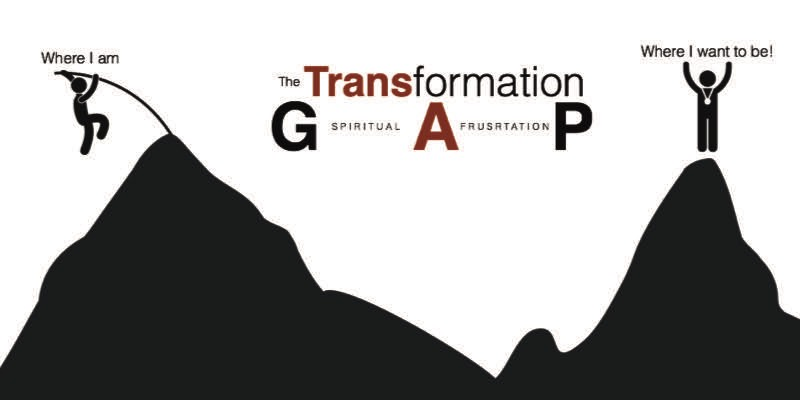 Where I am
Where I want to be!
The Transformation
G SPIRITUAL A FRUSRTATION P